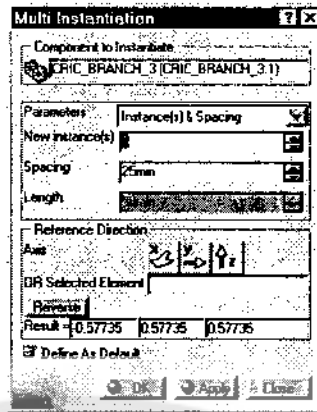 Multi Instantiation
Component to Instantiate
CRIC_BRANCH_3 (CRIC_BRANCH_3.1)
Parameters Instance(s) & Spacing
New instance(s)
Spacing 25mm
Length
Reference Direction
Axis x y z
OR Selected Element
Reverse
Result = -0.57735 0.57735 0.57735
Define As Default
OK Apply Close